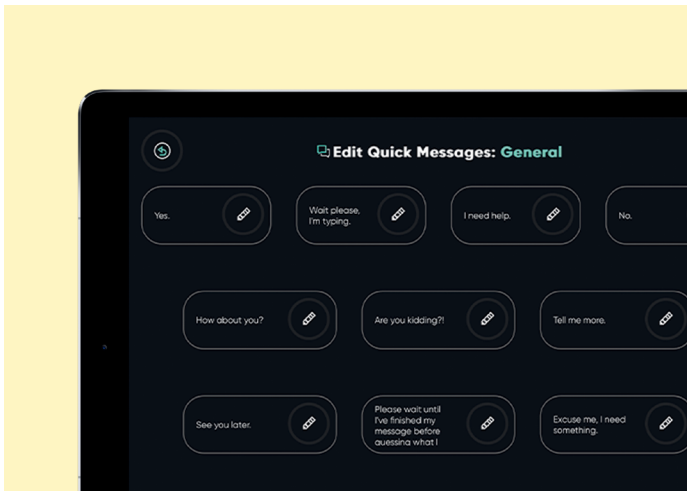 Edit Quick Messages: General
Yes.
Wait please,
I'm typing.
I need help.
No.
How about you?
Are you kidding?!
Tell me more.
See you later.
Please wait until
I've finished my
message before
guessing what I
Excuse me, I need
something.